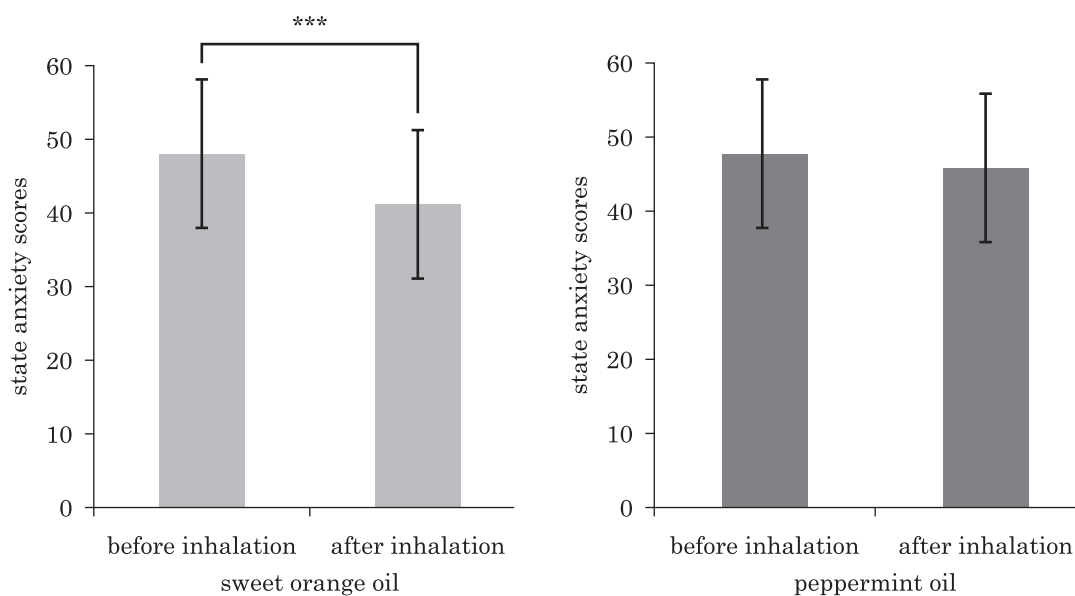 ***
60
50
40
30
20
10
0
state anxiety scores
before inhalation
after inhalation
sweet orange oil
60
50
40
30
20
10
0
state anxiety scores
before inhalation
after inhalation
peppermint oil